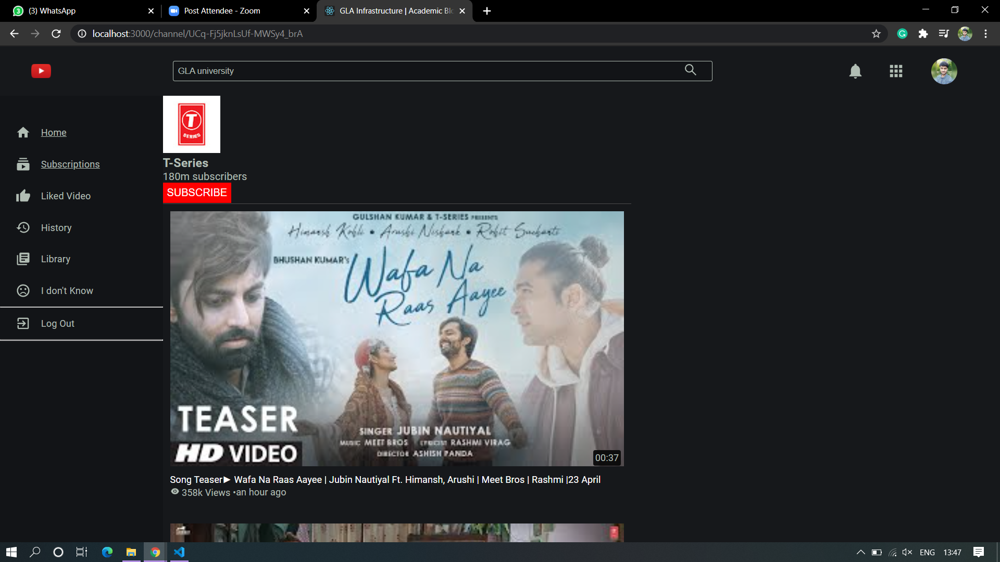 3 (3) WhatsApp
Post Attendee - Zoom
GLA Infrastructure | Academic Blo
localhost:3000/channel/UCq-Fj5jknLsUf-MWSy4_brA
GLA university
T
SERIES
Home
Subscriptions
Liked Video
History
Library
I don't Know
Log Out
T-Series
180m subscribers
SUBSCRIBE
GULSHAN KUMAR & T-SERIES PRESENTS
Himansh Kohli • Arushi Nishank • Rohit Suchanti
BHUSHAN KUMAR's
Wafa Na
Raas Aayee
TEASER
HD VIDEO
SINGER JUBIN NAUTIYAL
MUSIC MEET BROS LYRICIST RASHMI VIRAG
DIRECTOR ASHISH PANDA
00:37
Song Teaser► Wafa Na Raas Aayee | Jubin Nautiyal Ft. Himansh, Arushi | Meet Bros | Rashmi |23 April
358k Views •an hour ago
ENG 13:47